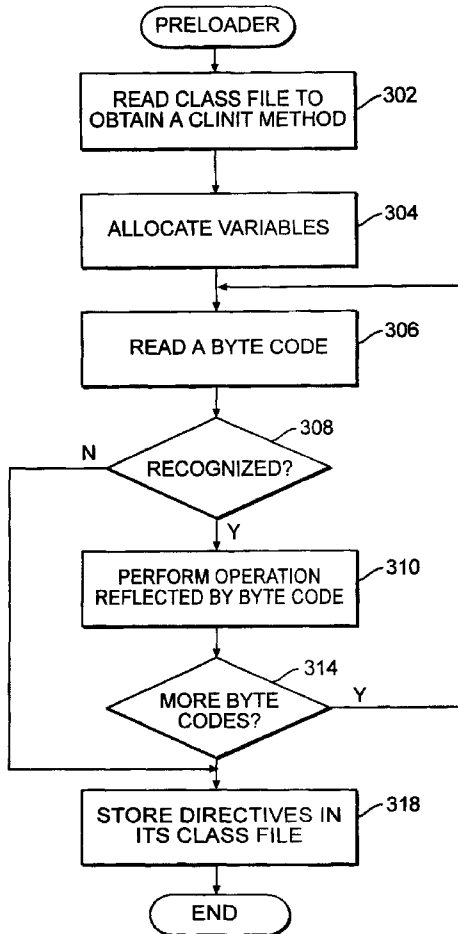 PRELOADER
READ CLASS FILE TO
OBTAIN A CLINIT METHOD
302
ALLOCATE VARIABLES
304
READ A BYTE CODE
306
308
RECOGNIZED?
N
Y
PERFORM OPERATION
REFLECTED BY BYTE CODE
310
314
MORE BYTE
CODES?
Y
STORE DIRECTIVES IN
ITS CLASS FILE
318
END